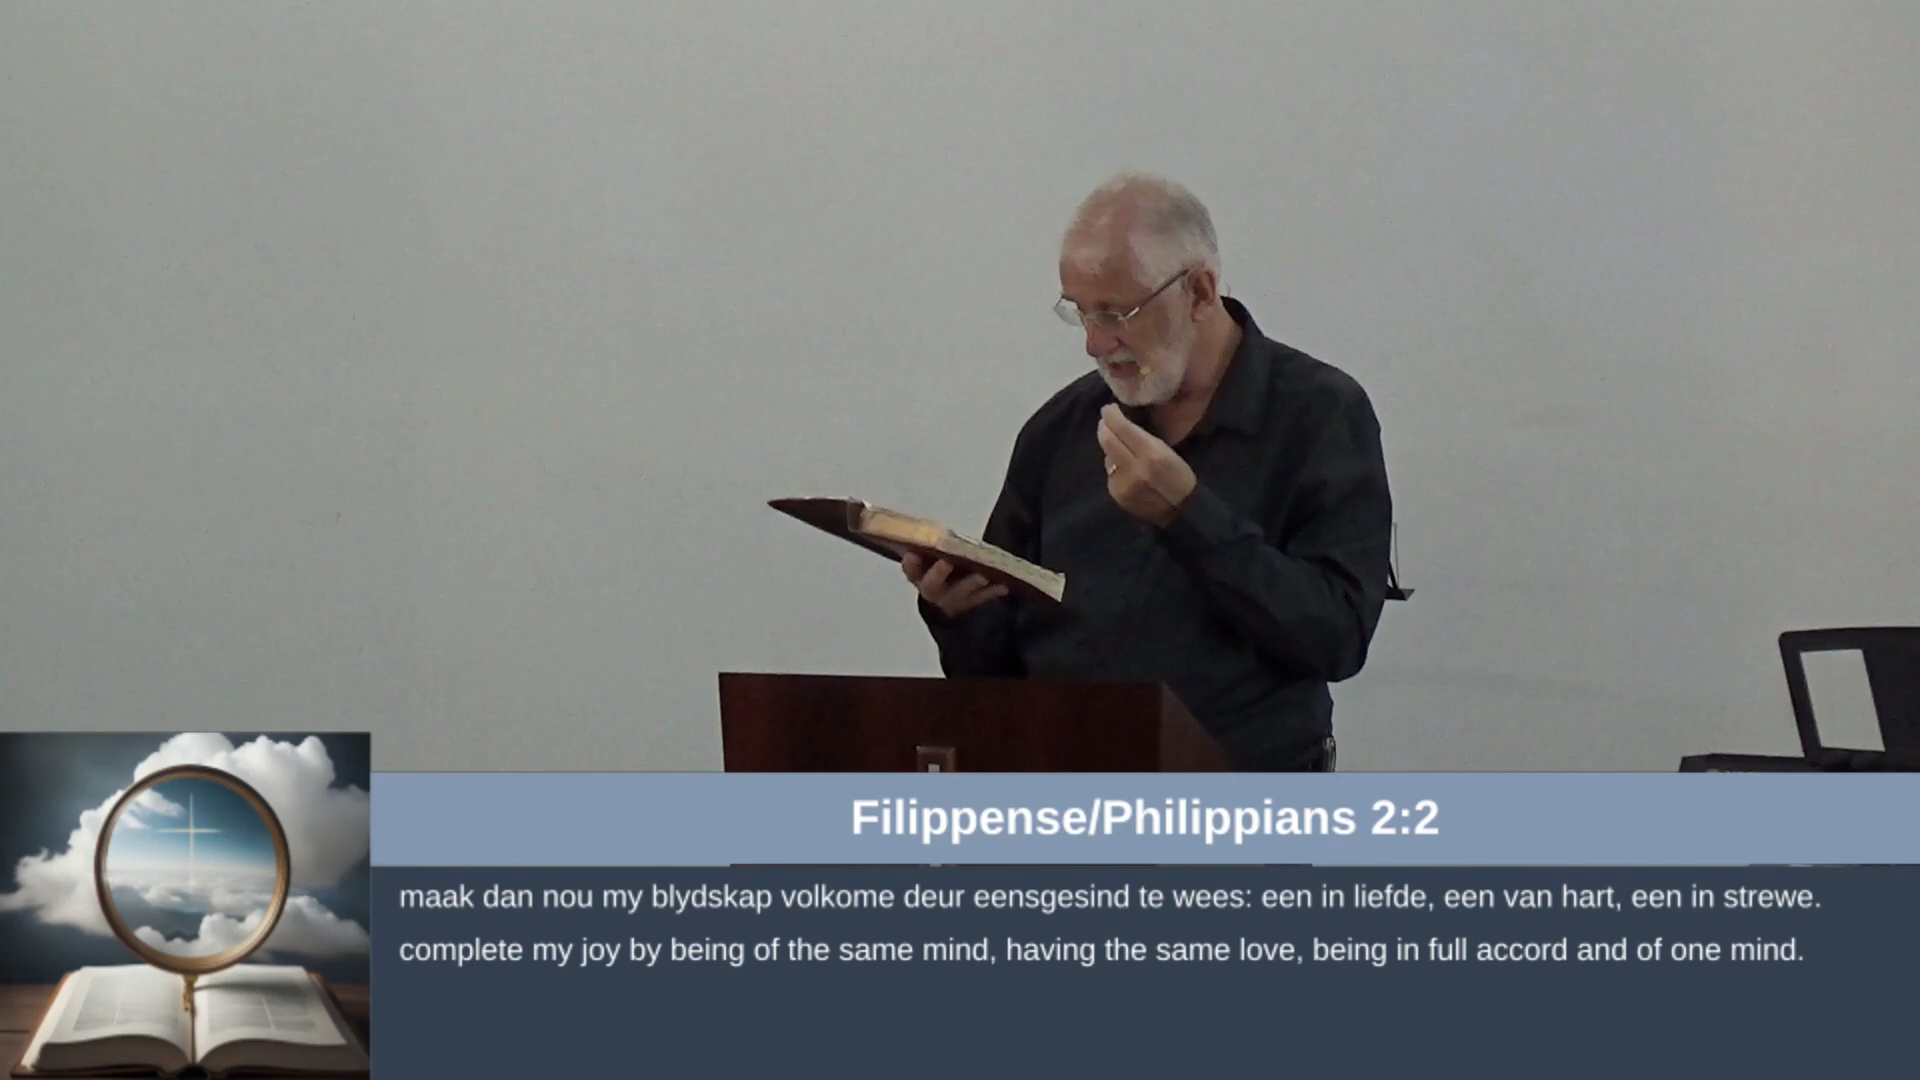 Filippense/Philippians 2:2
maak dan nou my blydskap volkome deur eensgesind te wees: een in liefde, een van hart, een in strewe.
complete my joy by being of the same mind, having the same love, being in full accord and of one mind.